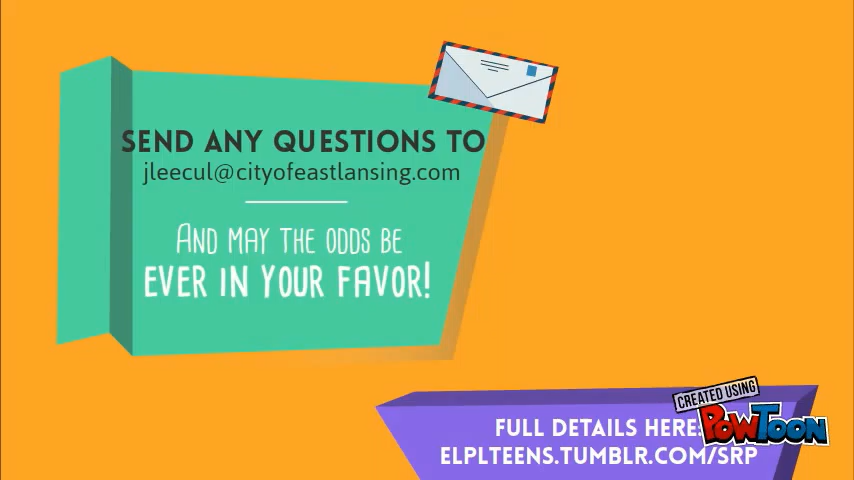 SEND ANY QUESTIONS TO
jleecul@cityofeastlansing.com
AND MAY THE ODDS BE
EVER IN YOUR FAVOR!
CREATED USING
POWTOON
FULL DETAILS HERE:
ELPLTEENS.TUMBLR.COM/SRP